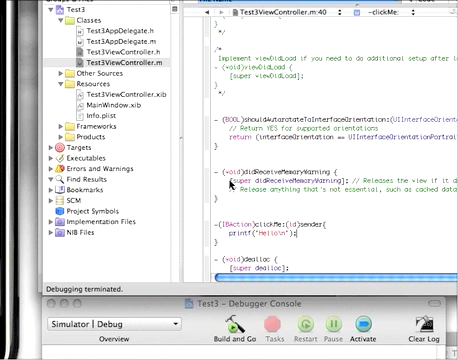 Groups & Files
Test3
Classes
Test3AppDelegate.h
Test3AppDelegate.m
Test3ViewController.h
Test3ViewController.m
Other Sources
Resources
Test3ViewController.xib
MainWindow.xib
Info.plist
Frameworks
Products
Targets
Executables
Errors and Warnings
Find Results
Bookmarks
SCM
Project Symbols
Implementation Files
NIB Files
Test3ViewController.m:40
-clickMe:
*/
/*
Implement viewDidLoad if you need to do additional setup after l
- (void)viewDidLoad {
[super viewDidLoad];
}
*/
- (BOOL)shouldAutorotateToInterfaceOrientation:(UIInterfaceOrient
// Return YES for supported orientations
return (interfaceOrientation == UIInterfaceOrientationPortrai
}
- (void)didReceiveMemoryWarning {
[super didReceiveMemoryWarning]; // Releases the view if it d
// Release anything that's not essential, such as cached data
}
-(IBAction)clickMe:(id)sender{
printf("Hello\n");
}
- (void)dealloc {
[super dealloc];
Debugging terminated.
Test3 - Debugger Console
Simulator | Debug
Overview
Build and Go
Tasks
Restart
Pause
Activate
Clear Log